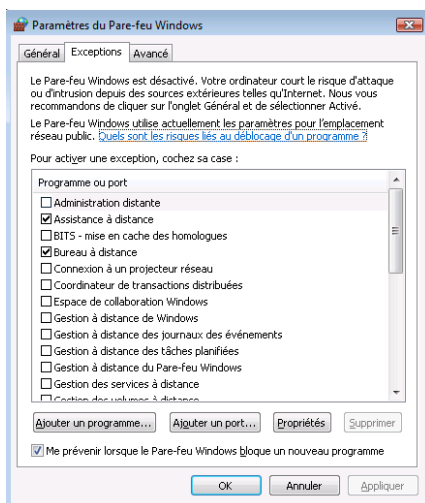 Paramètres du Pare-feu Windows
Général Exceptions Avancé
Le Pare-feu Windows est désactivé. Votre ordinateur court le risque d'attaque
ou d'intrusion depuis des sources extérieures telles qu'Internet. Nous vous
recommandons de cliquer sur l'onglet Général et de sélectionner Activé.
Le Pare-feu Windows utilise actuellement les paramètres pour l'emplacement
réseau public. Quels sont les risques liés au déblocage d'un programme ?
Pour activer une exception, cochez sa case :
Programme ou port
Administration distante
Assistance à distance
BITS - mise en cache des homologues
Bureau à distance
Connexion à un projecteur réseau
Coordinateur de transactions distribuées
Espace de collaboration Windows
Gestion à distance de Windows
Gestion à distance des journaux des événements
Gestion à distance des tâches planifiées
Gestion à distance du Pare-feu Windows
Gestion des services à distance
Gestion des volumes à distance
Ajouter un programme... Ajouter un port... Propriétés Supprimer
Me prévenir lorsque le Pare-feu Windows bloque un nouveau programme
OK Annuler Appliquer